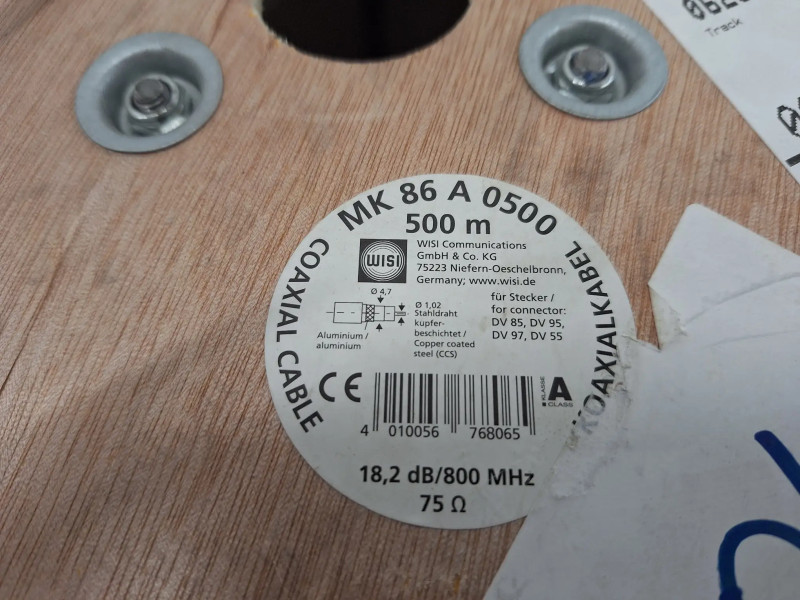 Track
MK 86 A 0500
500 m
WISI
WISI Communications
GmbH & Co. KG
75223 Niefern-Oeschelbronn,
Germany; www.wisi.de
COAXIAL CABLE
KOAXIALKABEL
Ø 4,7
Ø 1,02
Stahldraht
kupfer-
beschichtet /
Copper coated
steel (CCS)
Aluminium /
aluminium
für Stecker /
for connector:
DV 85, DV 95,
DV 97, DV 55
CE
KLASSE
A
CLASS
4 010056 768065
18,2 dB/800 MHz
75 Ω